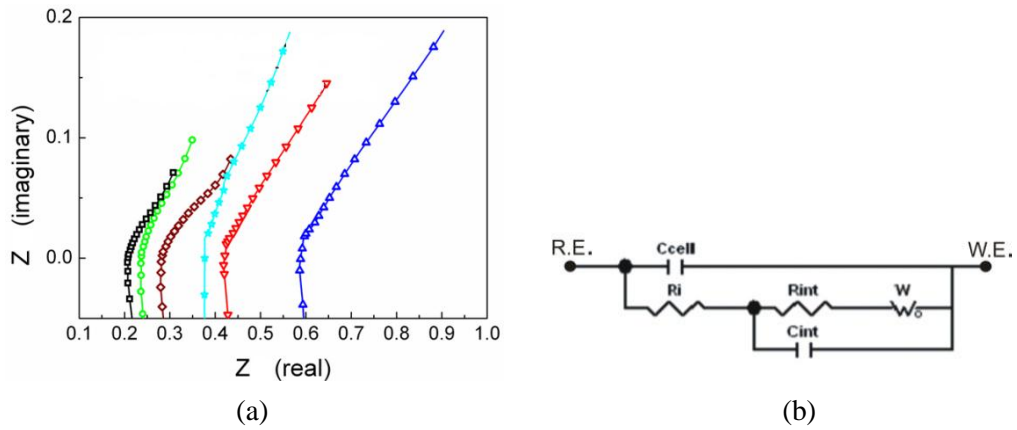 0.2
0.1
0.0
Z (imaginary)
0.1 0.2 0.3 0.4 0.5 0.6 0.7 0.8 0.9 1.0
Z (real)
(a)
R.E.
Ccell
W.E.
Ri
Rint
W
Cint
(b)